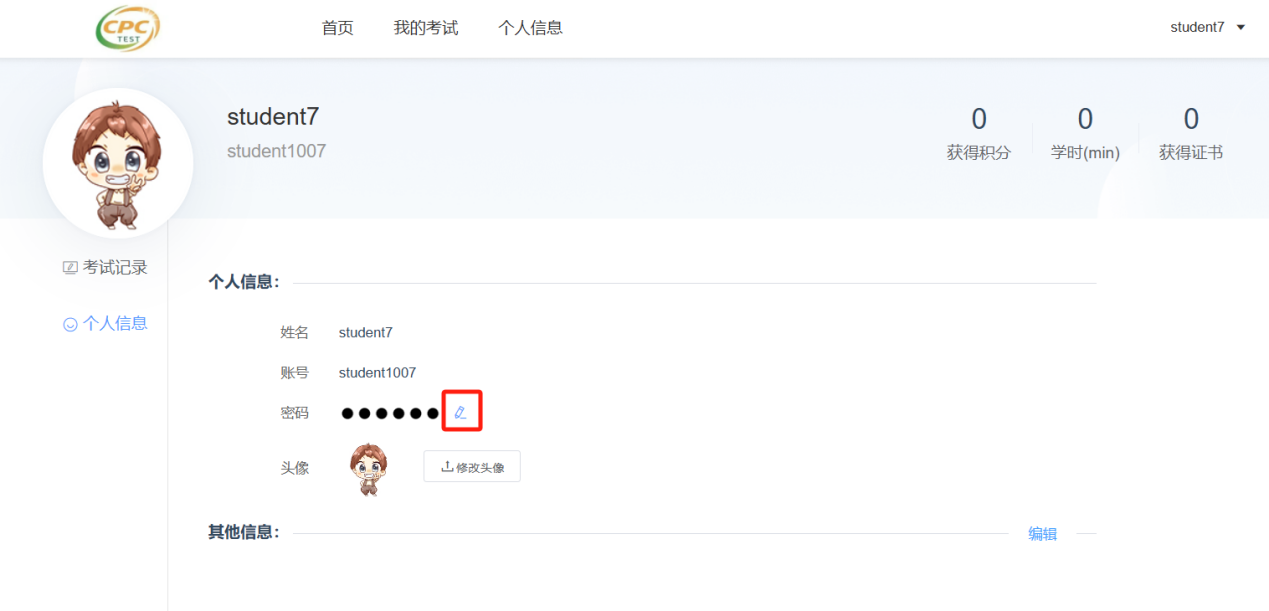 CPC
TEST
首页 我的考试 个人信息 student7
student7
student1007
0 0 0
获得积分 学时(min) 获得证书
考试记录
个人信息
个人信息：
姓名 student7
账号 student1007
密码 ●●●●●●
头像 修改头像
其他信息： 编辑